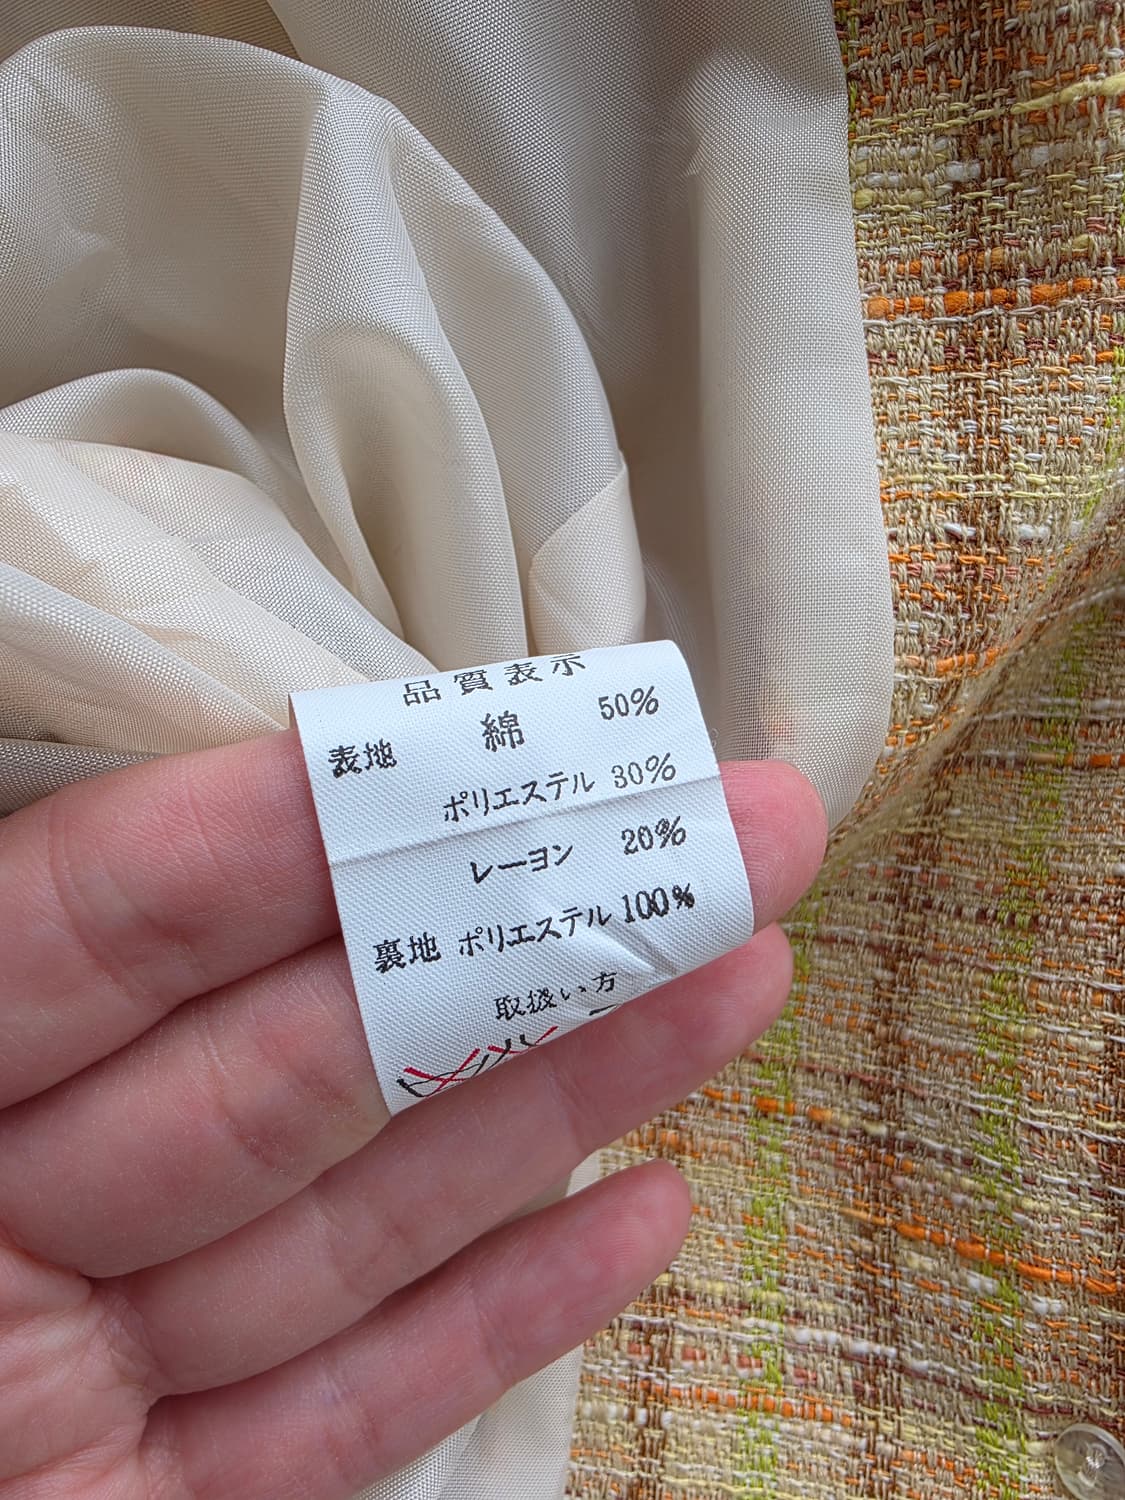 品質表示
表地 綿 50%
ポリエステル 30%
レーヨン 20%
裏地 ポリエステル 100%
取扱い方